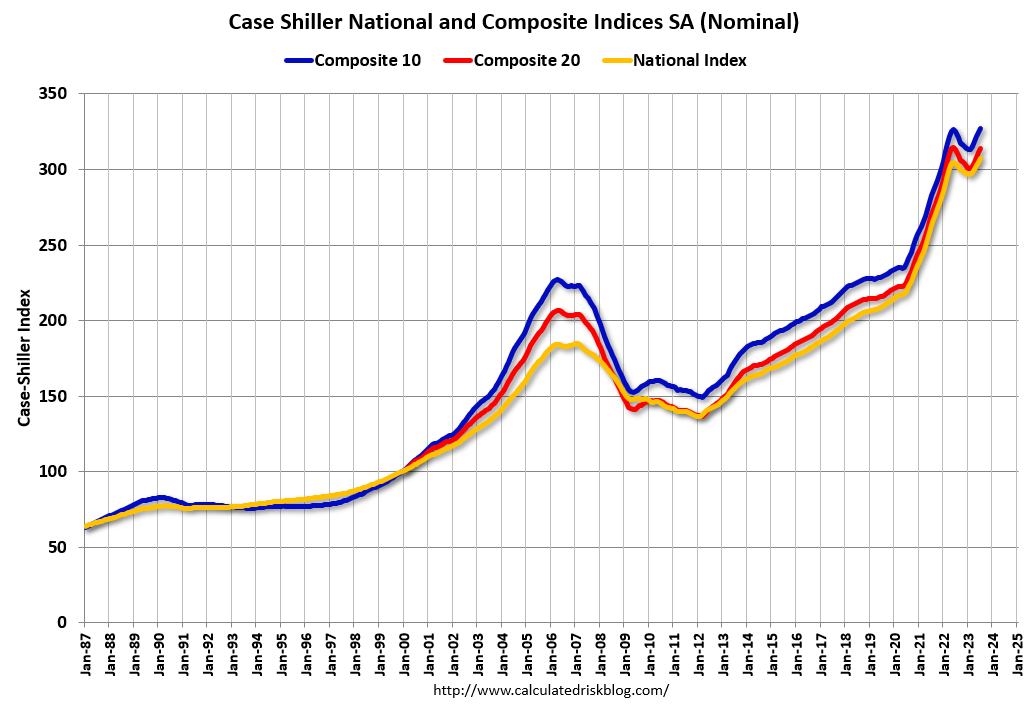 Case Shiller National and Composite Indices SA (Nominal)
Composite 10 Composite 20 National Index
350
300
250
200
150
100
50
0
Case-Shiller Index
Jan-87
Jan-88
Jan-89
Jan-90
Jan-91
Jan-92
Jan-93
Jan-94
Jan-95
Jan-96
Jan-97
Jan-98
Jan-99
Jan-00
Jan-01
Jan-02
Jan-03
Jan-04
Jan-05
Jan-06
Jan-07
Jan-08
Jan-09
Jan-10
Jan-11
Jan-12
Jan-13
Jan-14
Jan-15
Jan-16
Jan-17
Jan-18
Jan-19
Jan-20
Jan-21
Jan-22
Jan-23
Jan-24
Jan-25
http://www.calculatedriskblog.com/